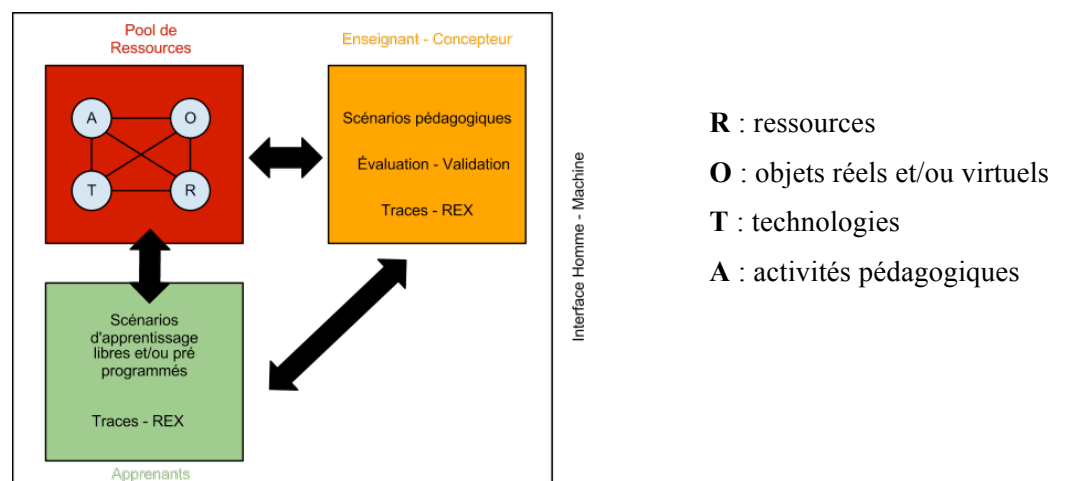 Pool de
Ressources
Enseignant - Concepteur
A
O
T
R
Scénarios pédagogiques
Évaluation - Validation
Traces - REX
Scénarios
d'apprentissage
libres et/ou pré
programmés
Traces - REX
Apprenants
Interface Homme - Machine
R : ressources
O : objets réels et/ou virtuels
T : technologies
A : activités pédagogiques